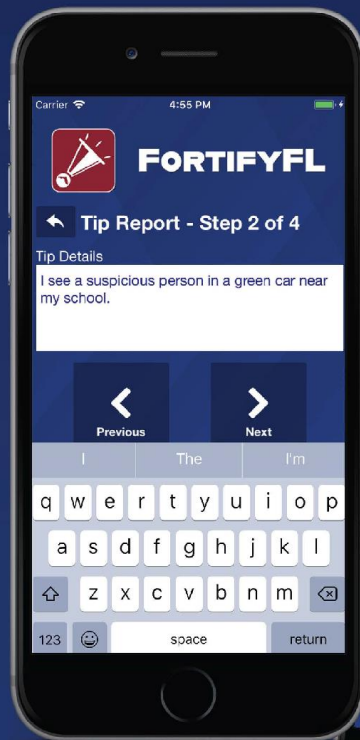 Carrier 4:55 PM
FORTIFYFL
Tip Report - Step 2 of 4
Tip Details
I see a suspicious person in a green car near
my school.
Previous Next
I The I'm
q w e r t y u i o p
a s d f g h j k l
z x c v b n m
123 space return